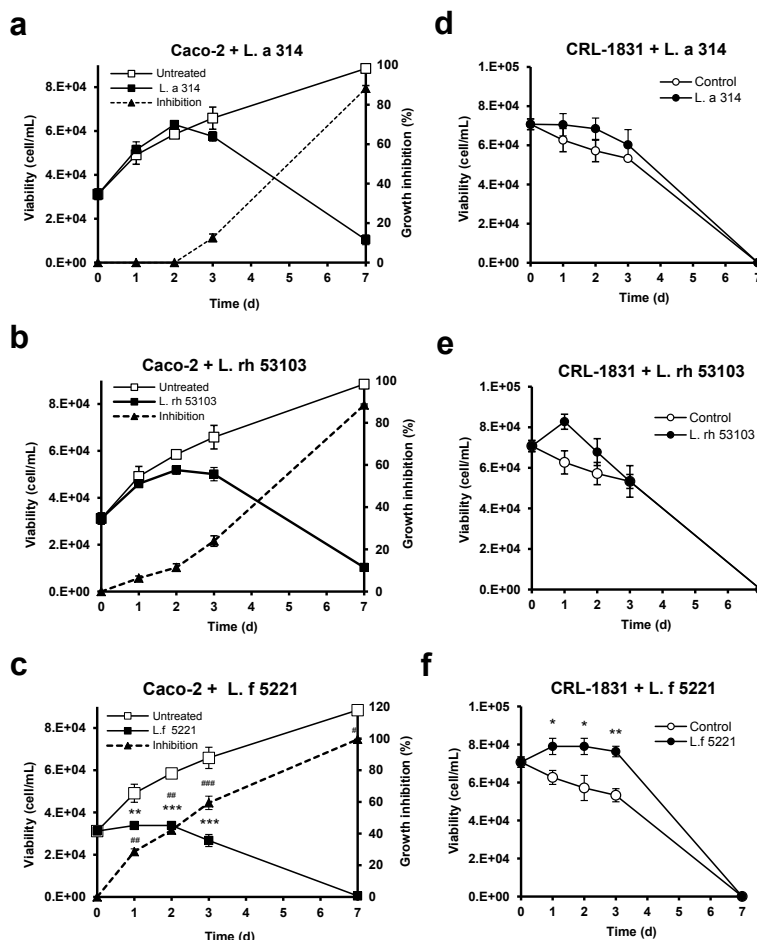 a
Caco-2 + L. a 314
Untreated
L. a 314
Inhibition
Viability (cell/mL)
8.E+04
6.E+04
4.E+04
2.E+04
0.E+00
100
80
60
40
20
0
Growth inhibition (%)
0 1 2 3 4 5 6 7
Time (d)
d
CRL-1831 + L. a 314
Control
L. a 314
Viability (cell/mL)
1.E+05
8.E+04
6.E+04
4.E+04
2.E+04
0.E+00
0 1 2 3 4 5 6 7
Time (d)
b
Caco-2 + L. rh 53103
Untreated
L. rh 53103
Inhibition
Viability (cell/mL)
8.E+04
6.E+04
4.E+04
2.E+04
0.E+00
100
80
60
40
20
0
Growth inhibition (%)
0 1 2 3 4 5 6 7
Time (d)
e
CRL-1831 + L. rh 53103
Control
L. rh 53103
Viability (cell/mL)
1.E+05
8.E+04
6.E+04
4.E+04
2.E+04
0.E+00
0 1 2 3 4 5 6 7
Time (d)
c
Caco-2 + L. f 5221
Untreated
L.f 5221
Inhibition
Viability (cell/mL)
8.E+04
6.E+04
4.E+04
2.E+04
0.E+00
120
100
80
60
40
20
0
Growth inhibition (%)
#
## ###
** *** ***
##
0 1 2 3 4 5 6 7
Time (d)
f
CRL-1831 + L. f 5221
Control
L.f 5221
* * **
Viability (cell/mL)
1.E+05
8.E+04
6.E+04
4.E+04
2.E+04
0.E+00
0 1 2 3 4 5 6 7
Time (d)